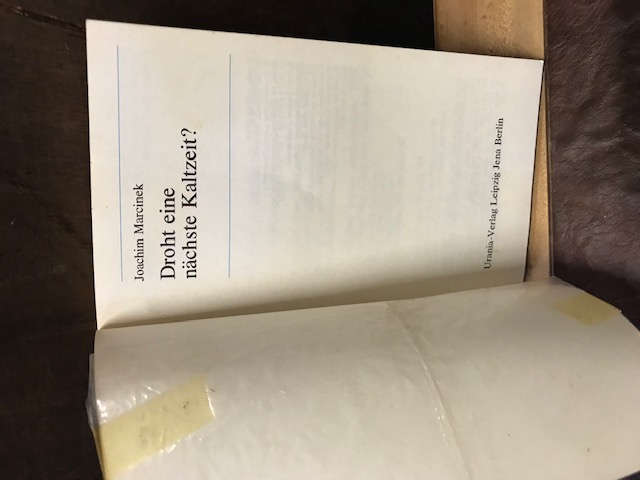 Joachim Marcinek
Droht eine
nächste Kaltzeit?
Urania-Verlag Leipzig Jena Berlin